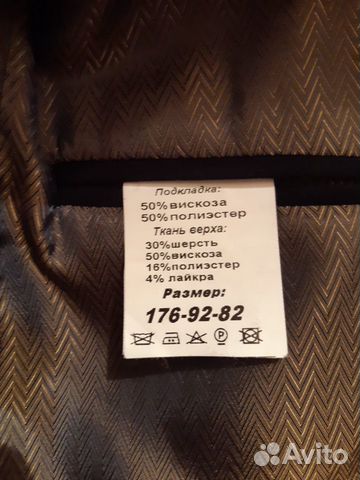 Подкладка:
50%вискоза
50%полиэстер
Ткань верха:
30%шерсть
50%вискоза
16%полиэстер
4% лайкра
Размер:
176-92-82
P
Avito